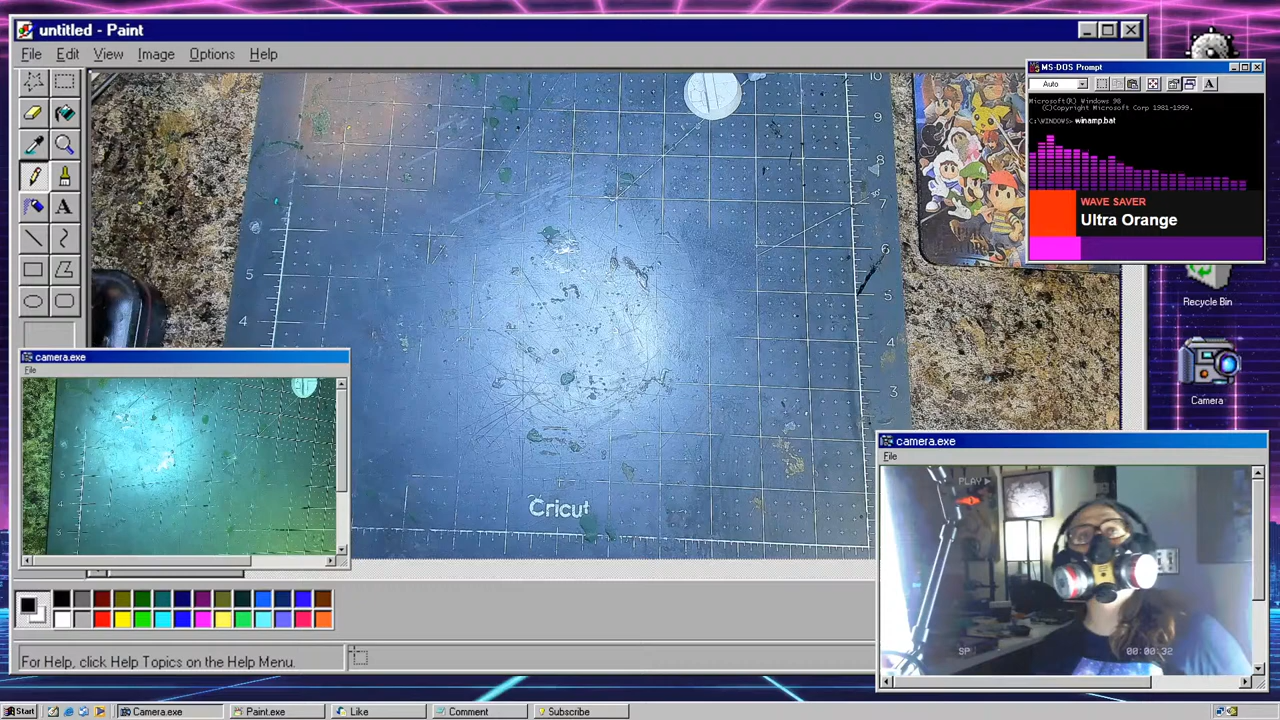 untitled - Paint
File Edit View Image Options Help
MS-DOS Prompt
Auto
A
Microsoft(R) Windows 98
(C)Copyright Microsoft Corp 1981-1999.
C:\WINDOWS> winamp.bat
WAVE SAVER
Ultra Orange
10
9
8
7
6
5
4
3
5
4
Cricut
A
Recycle Bin
Camera
camera.exe
File
camera.exe
File
PLAY
SP
00:00:32
For Help, click Help Topics on the Help Menu.
Start Camera.exe Paint.exe Like Comment Subscribe